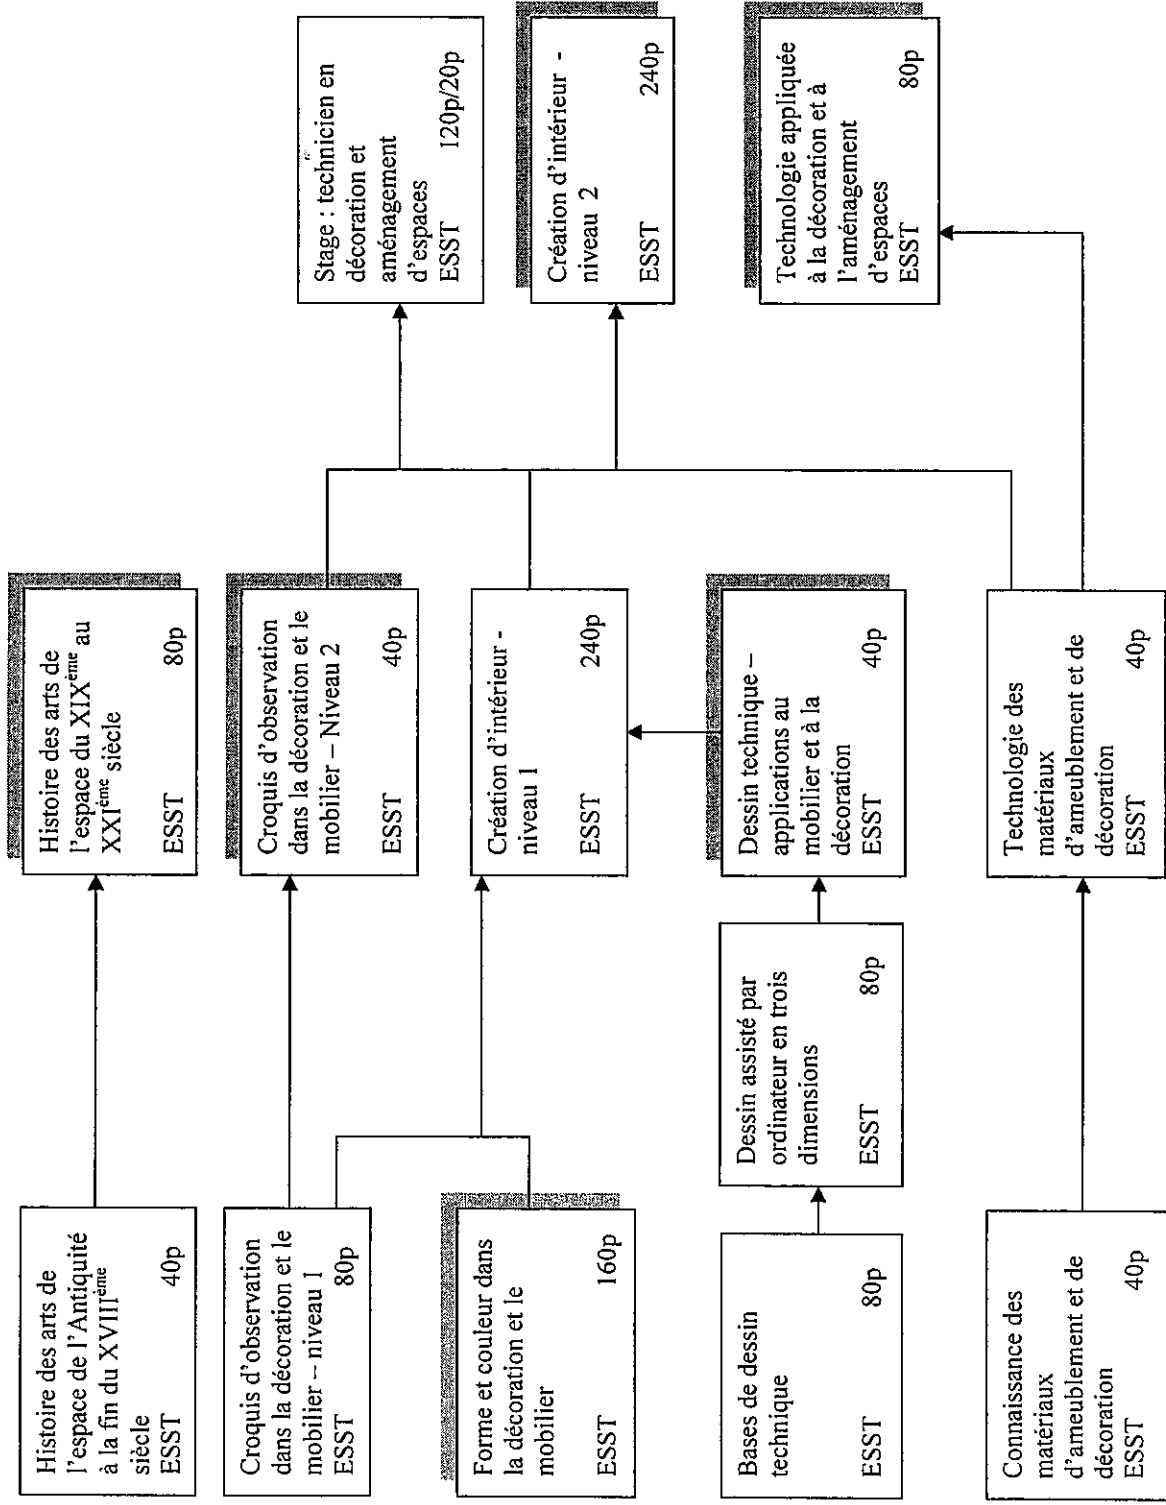 Histoire des arts de
l'espace de l'Antiquité
à la fin du XVIIIème
siècle
ESST 40p
Croquis d'observation
dans la décoration et le
mobilier – niveau 1
ESST 80p
Forme et couleur dans
la décoration et le
mobilier
ESST 160p
Bases de dessin
technique
ESST 80p
Connaissance des
matériaux
d'ameublement et de
décoration
ESST 40p
Dessin assisté par
ordinateur en trois
dimensions
ESST 80p
Histoire des arts de
l'espace du XIXème au
XXIème siècle
ESST 80p
Croquis d'observation
dans la décoration et le
mobilier – Niveau 2
ESST 40p
Création d'intérieur -
niveau 1
ESST 240p
Dessin technique –
applications au
mobilier et à la
décoration
ESST 40p
Technologie des
matériaux
d'ameublement et de
décoration
ESST 40p
Stage : technicien en
décoration et
aménagement
d'espaces
ESST 120p/20p
Création d'intérieur -
niveau 2
ESST 240p
Technologie appliquée
à la décoration et à
l'aménagement
d'espaces
ESST 80p